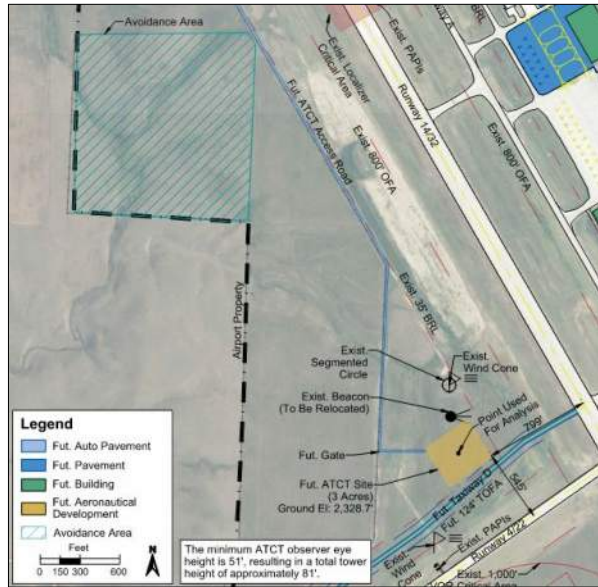 Avoidance Area
Exist. Localizer
Critical Area
Exist. PAPIs
BRL
Runway 14/32
Exist. 800' OFA
Exist. 800' OFA
Fut. ATCT Access Road
Exist. 35' BRL
Airport Property
Exist.
Segmented
Circle
Exist.
Wind Cone
Exist. Beacon
(To Be Relocated)
Point Used
For Analysis
Fut. Gate
799'
Fut. ATCT Site
(3 Acres)
Ground El: 2,328.7'
Fut. Taxiway D
Fut. 124' TOFA
545'
Exist.
Wind
Cone
Exist. PAPIs
Runway 4/22
Exist. 1,000'
VOR Critical Area
Legend
Fut. Auto Pavement
Fut. Pavement
Fut. Building
Fut. Aeronautical
Development
Avoidance Area
Feet
0 150 300 600
N
The minimum ATCT observer eye
height is 51', resulting in a total tower
height of approximately 81'.